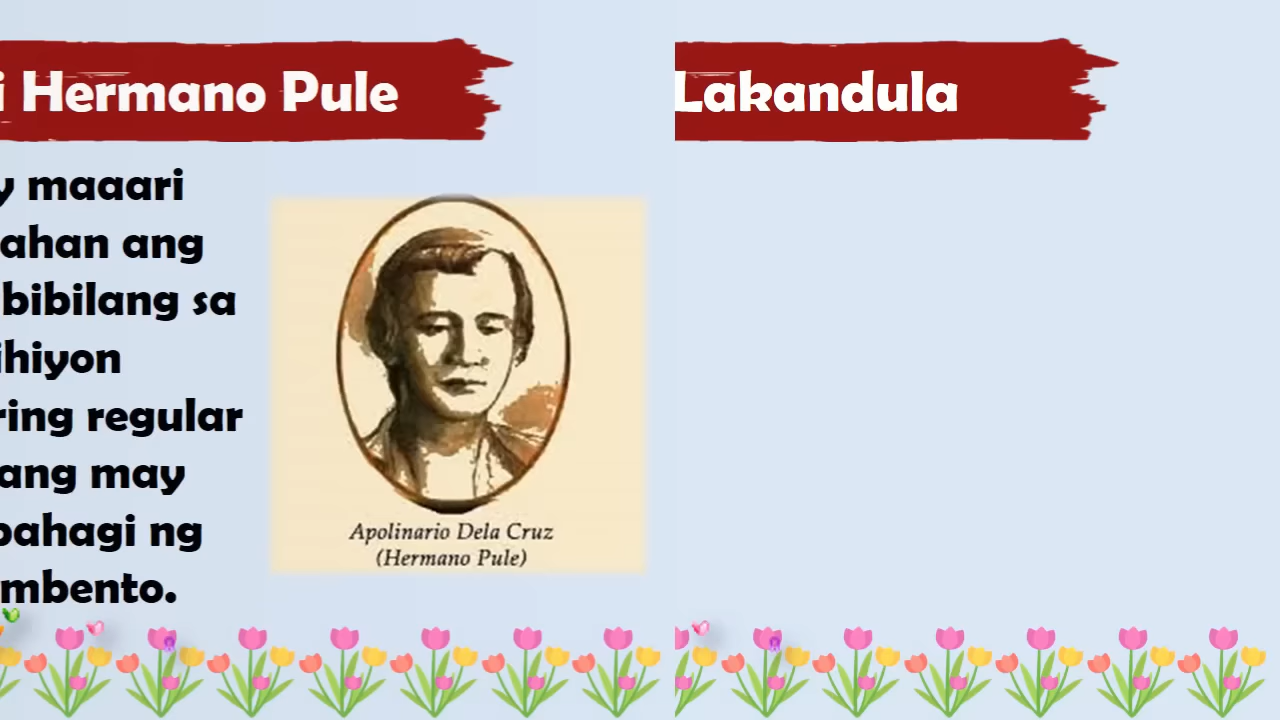 i Hermano Pule
y maaari
ahan ang
bibilang sa
ihiyon
ring regular
ang may
bahagi ng
mbento.
Apolinario Dela Cruz
(Hermano Pule)
Lakandula